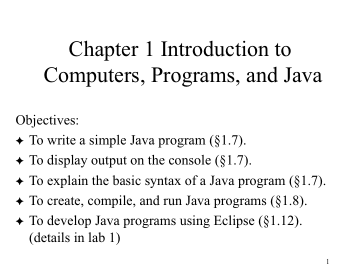 Chapter 1 Introduction to
Computers, Programs, and Java
Objectives:
✦ To write a simple Java program (§1.7).
✦ To display output on the console (§1.7).
✦ To explain the basic syntax of a Java program (§1.7).
✦ To create, compile, and run Java programs (§1.8).
✦ To develop Java programs using Eclipse (§1.12).
(details in lab 1)
1